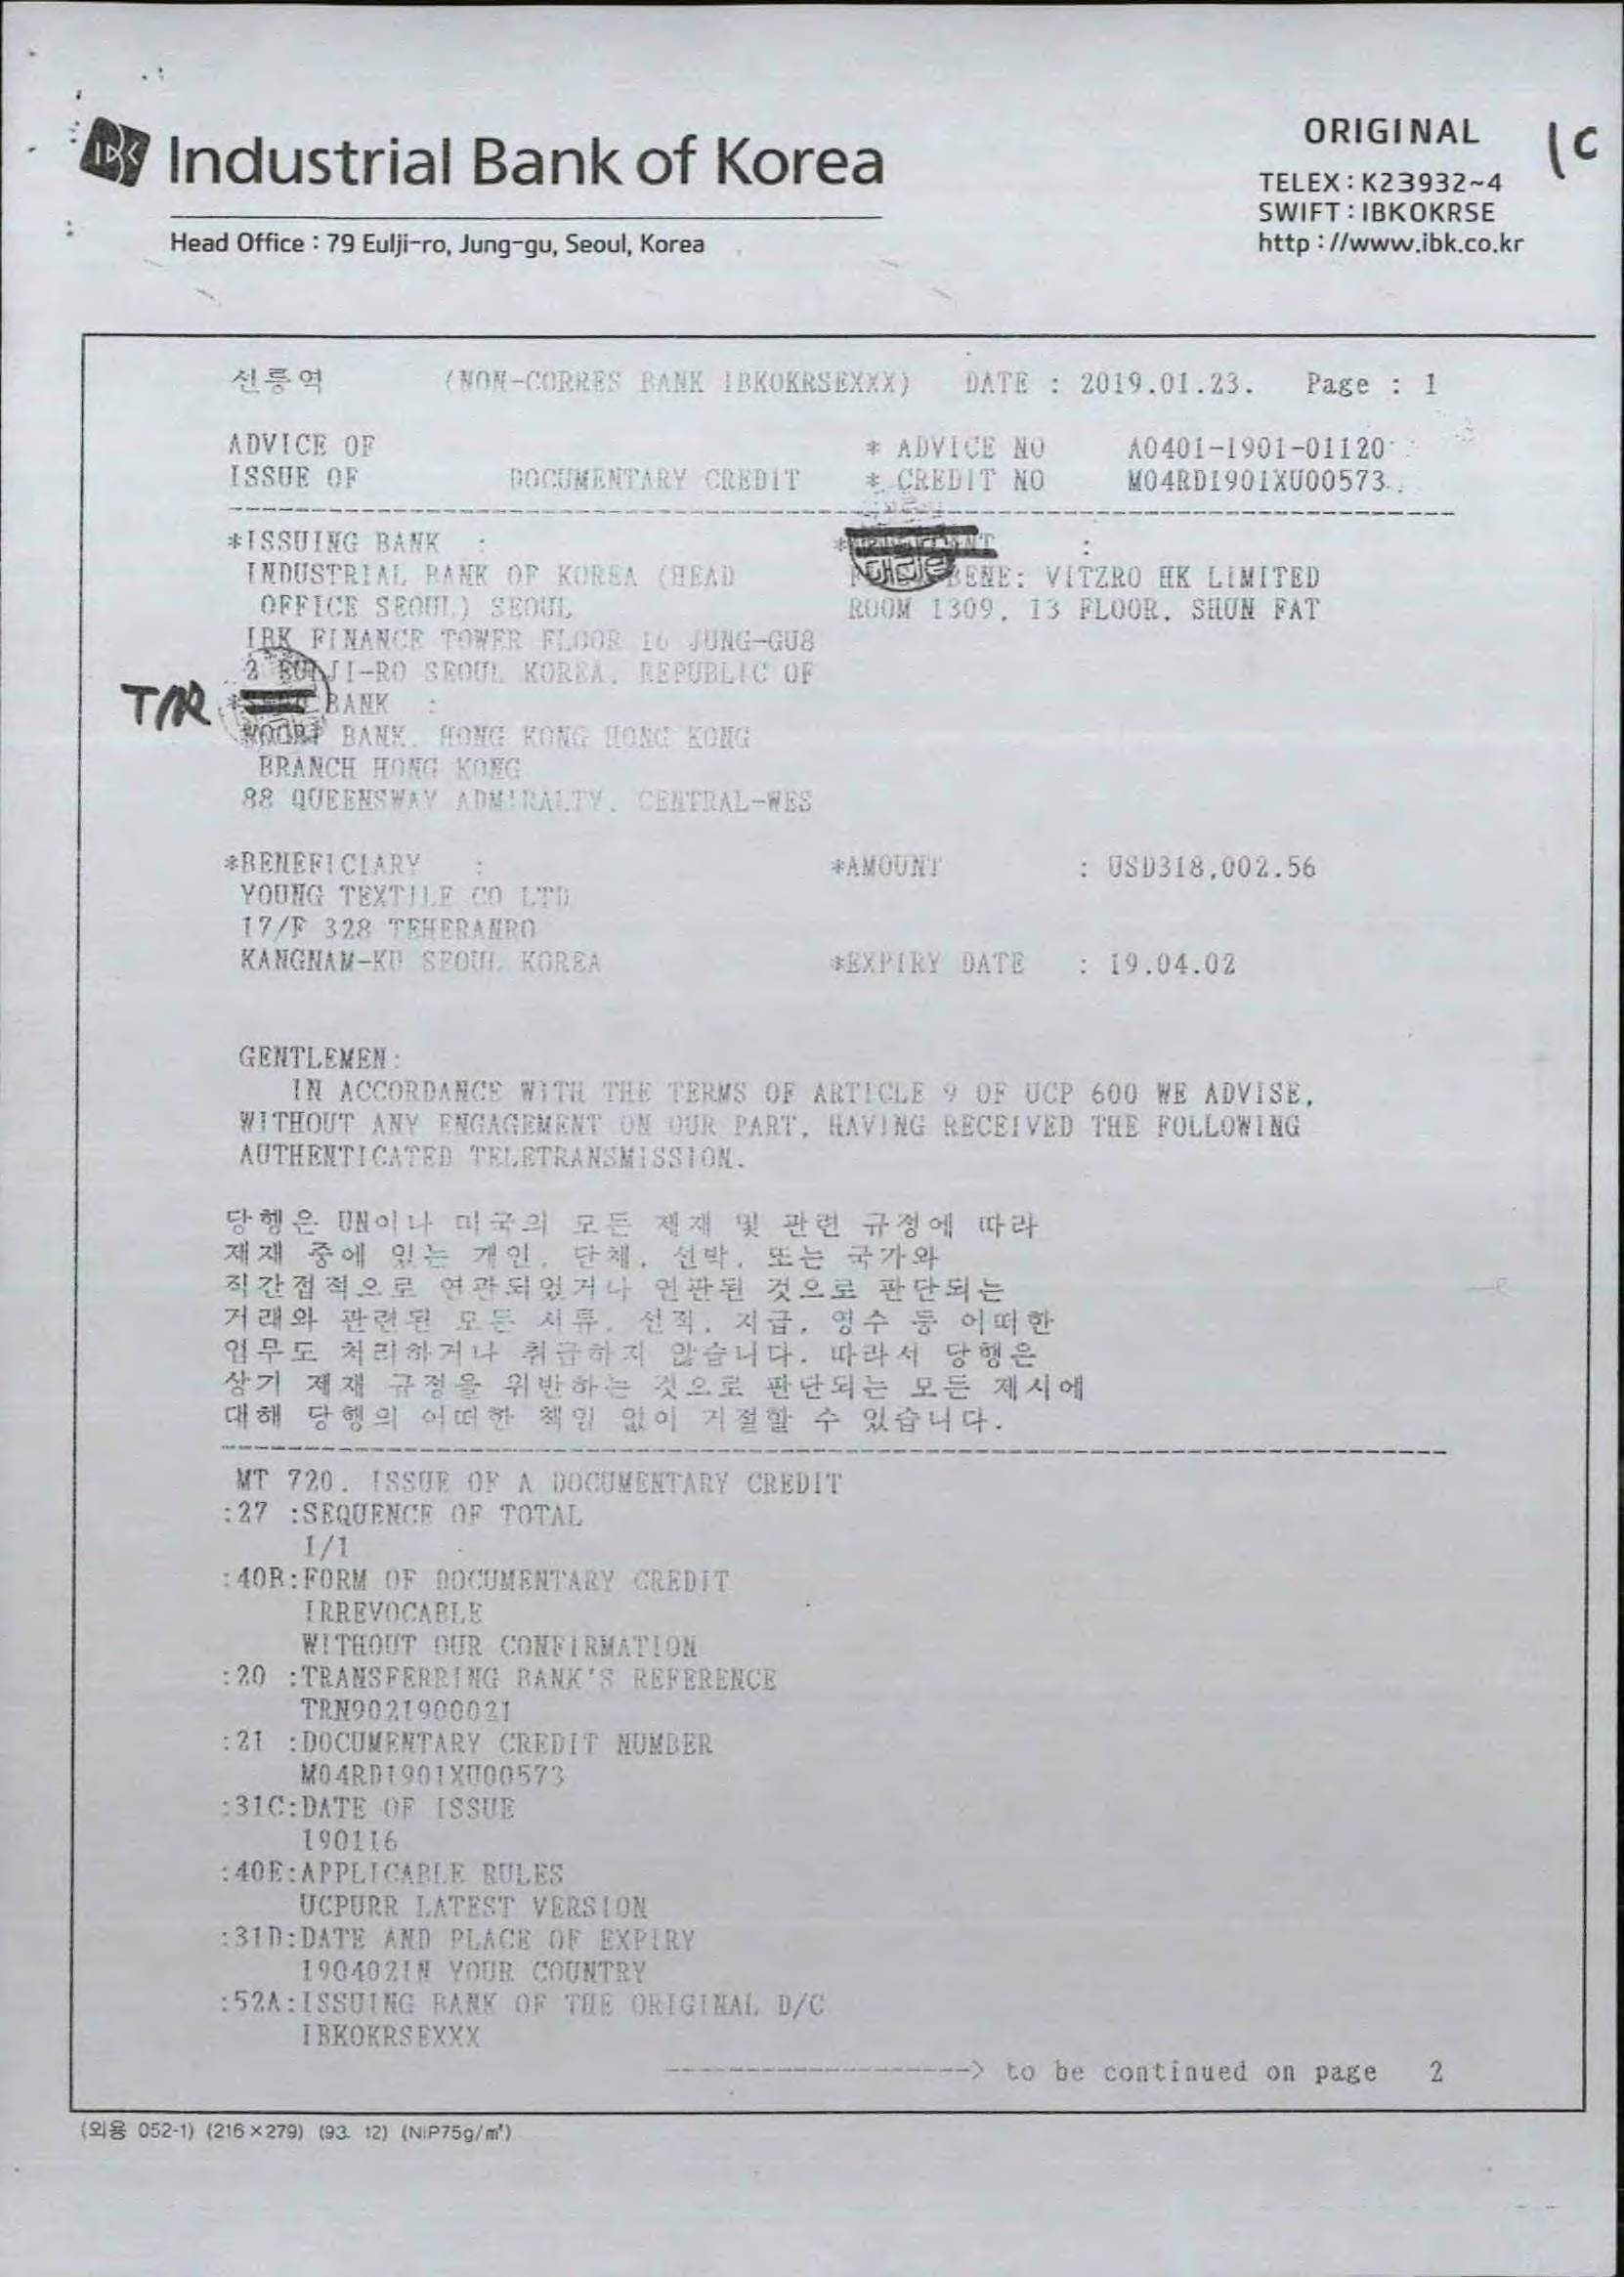 Industrial Bank of Korea
Head Office : 79 Eulji-ro, Jung-gu, Seoul, Korea
ORIGINAL
TELEX : K23932~4
SWIFT : IBKOKRSE
http : //www.ibk.co.kr
선릉역 (NON-CORRES BANK IBKOKRSEXXX) DATE : 2019.01.23. Page : 1
ADVICE OF * ADVICE NO A0401-1901-01120
ISSUE OF DOCUMENTARY CREDIT * CREDIT NO M04RD1901XU00573
*ISSUING BANK :
INDUSTRIAL BANK OF KOREA (HEAD
OFFICE SEOUL) SEOUL
IBK FINANCE TOWER FLOOR 16 JUNG-GU8
2 EULJI-RO SEOUL KOREA, REPUBLIC OF
BENE: VITZRO HK LIMITED
ROOM 1309, 13 FLOOR, SHUN FAT
T/R
BANK :
WOORI BANK, HONG KONG HONG KONG
BRANCH HONG KONG
88 QUEENSWAY ADMIRALTY, CENTRAL-WES
*BENEFICIARY : *AMOUNT : USD318,002.56
YOUNG TEXTILE CO LTD
17/F 328 TEHERANRO
KANGNAM-KU SEOUL KOREA *EXPIRY DATE : 19.04.02
GENTLEMEN:
IN ACCORDANCE WITH THE TERMS OF ARTICLE 9 OF UCP 600 WE ADVISE,
WITHOUT ANY ENGAGEMENT ON OUR PART, HAVING RECEIVED THE FOLLOWING
AUTHENTICATED TELETRANSMISSION.
당행은 UN이나 미국의 모든 제재 및 관련 규정에 따라
제재 중에 있는 개인, 단체, 선박, 또는 국가와
직간접적으로 연관되었거나 연관된 것으로 판단되는
거래와 관련된 모든 서류, 선적, 지급, 영수 등 어떠한
업무도 처리하거나 취급하지 않습니다. 따라서 당행은
상기 제재 규정을 위반하는 것으로 판단되는 모든 제시에
대해 당행의 어떠한 책임 없이 거절할 수 있습니다.
MT 720. ISSUE OF A DOCUMENTARY CREDIT
:27 :SEQUENCE OF TOTAL
1/1
:40B:FORM OF DOCUMENTARY CREDIT
IRREVOCABLE
WITHOUT OUR CONFIRMATION
:20 :TRANSFERRING BANK'S REFERENCE
TRN9021900021
:21 :DOCUMENTARY CREDIT NUMBER
M04RD1901XU00573
:31C:DATE OF ISSUE
190116
:40E:APPLICABLE RULES
UCPURR LATEST VERSION
:31D:DATE AND PLACE OF EXPIRY
190402IN YOUR COUNTRY
:52A:ISSUING BANK OF THE ORIGINAL D/C
IBKOKRSEXXX
-------------------> to be continued on page 2
(외용 052-1) (216×279) (93. 12) (NIP75g/㎡)